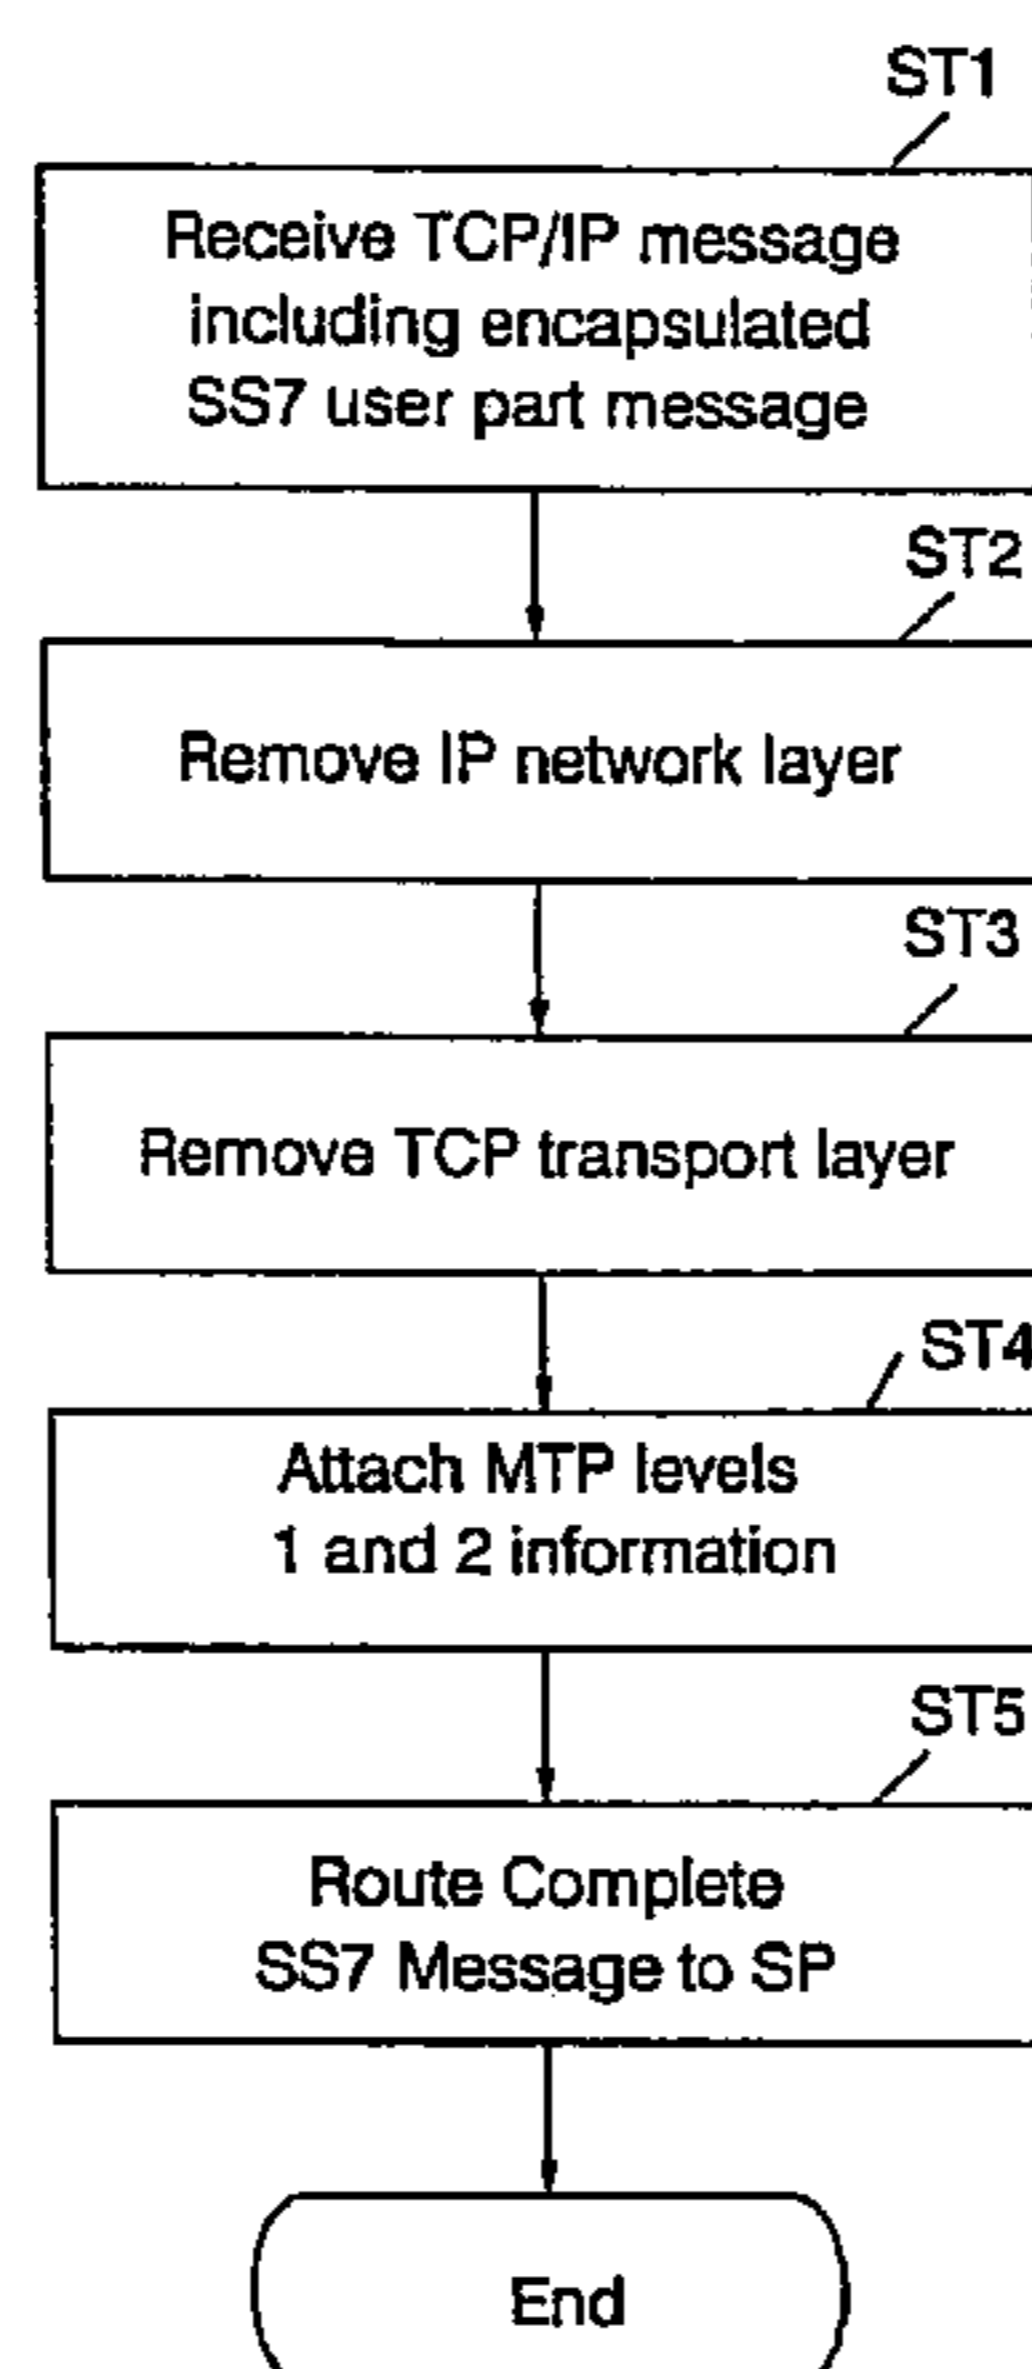 ST1
Receive TCP/IP message
including encapsulated
SS7 user part message
ST2
Remove IP network layer
ST3
Remove TCP transport layer
ST4
Attach MTP levels
1 and 2 information
ST5
Route Complete
SS7 Message to SP
End